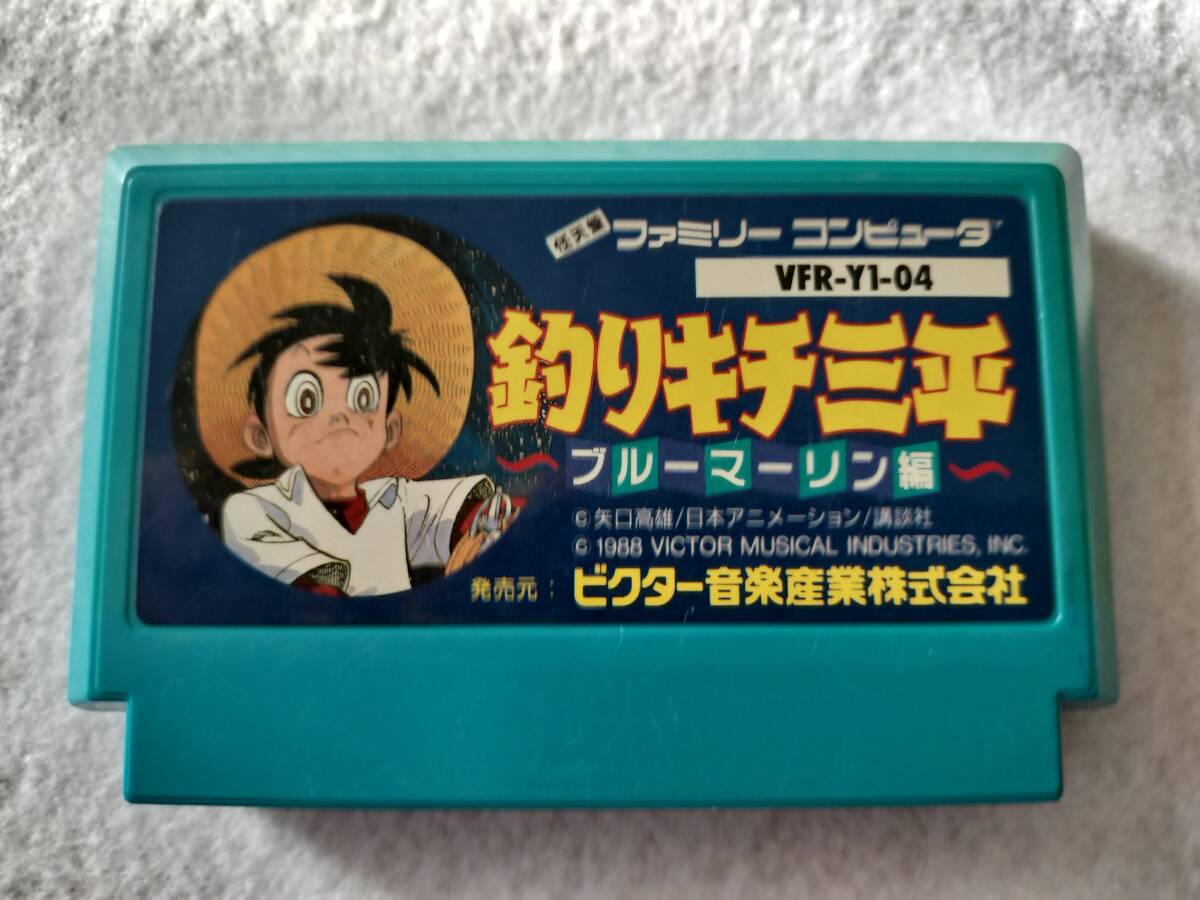 任天堂 ファミリー コンピュータ
VFR-Y1-04
釣りキチ三平
～ブルーマーリン編～
©矢口高雄/日本アニメーション/講談社
© 1988 VICTOR MUSICAL INDUSTRIES, INC.
発売元：ビクター音楽産業株式会社